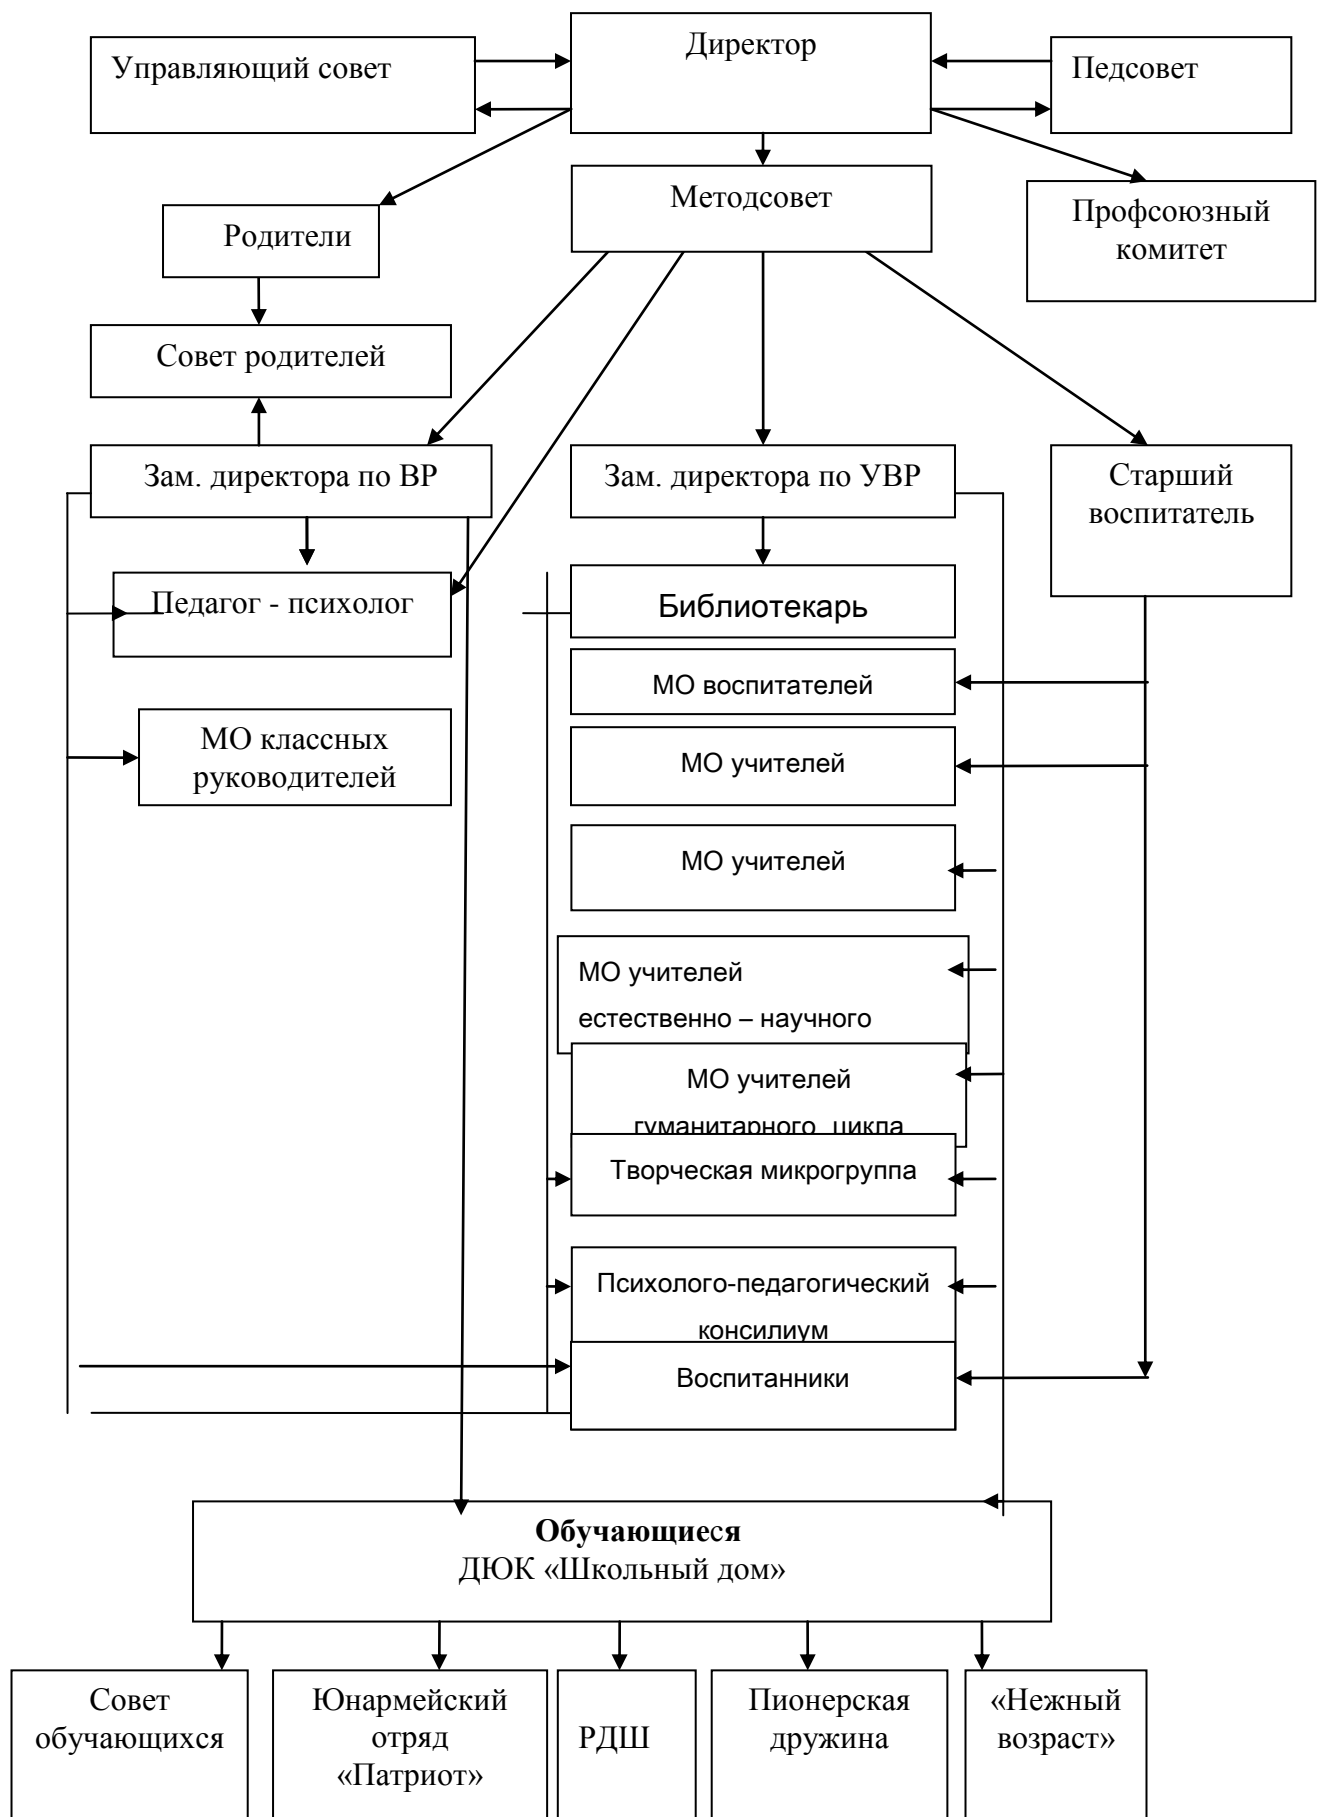 Директор
Управляющий совет
Педсовет
Методсовет
Профсоюзный
комитет
Родители
Совет родителей
Зам. директора по ВР
Зам. директора по УВР
Старший
воспитатель
Педагог - психолог
Библиотекарь
МО воспитателей
МО классных
руководителей
МО учителей
МО учителей
МО учителей
естественно – научного
МО учителей
гуманитарного цикла
Творческая микрогруппа
Психолого-педагогический
консилиум
Воспитанники
Обучающиеся
ДЮК «Школьный дом»
Совет
обучающихся
Юнармейский
отряд
«Патриот»
РДШ
Пионерская
дружина
«Нежный
возраст»